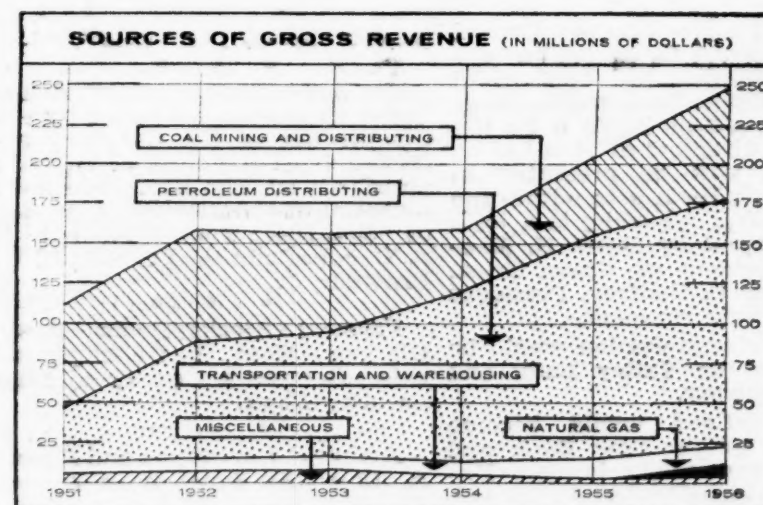 SOURCES OF GROSS REVENUE (IN MILLIONS OF DOLLARS)
250 250
225 225
COAL MINING AND DISTRIBUTING
200 200
PETROLEUM DISTRIBUTING
175 175
150 150
125 125
100 100
75 75
TRANSPORTATION AND WAREHOUSING
50 50
MISCELLANEOUS NATURAL GAS
25 25
1951 1952 1953 1954 1955 1956